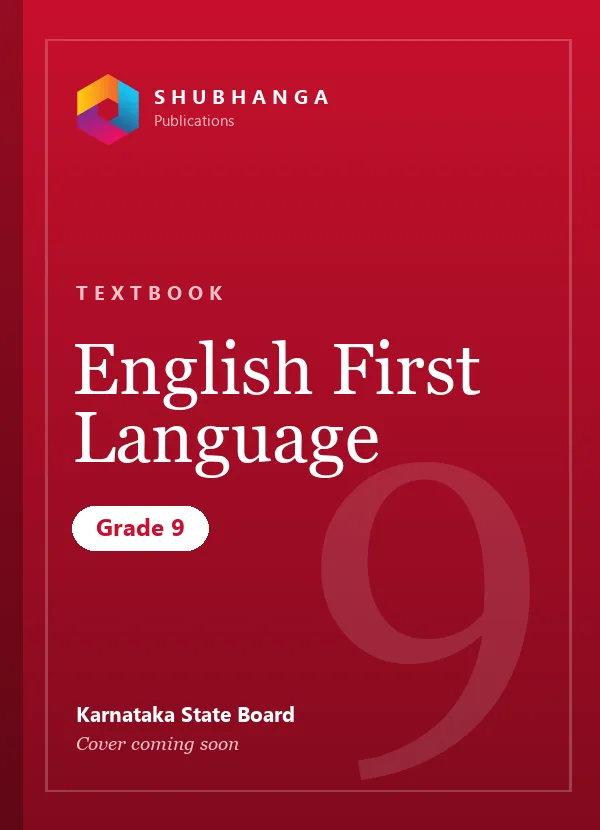 SHUBHANGA
Publications
TEXTBOOK
English First
Language
Grade 9
9
Karnataka State Board
Cover coming soon